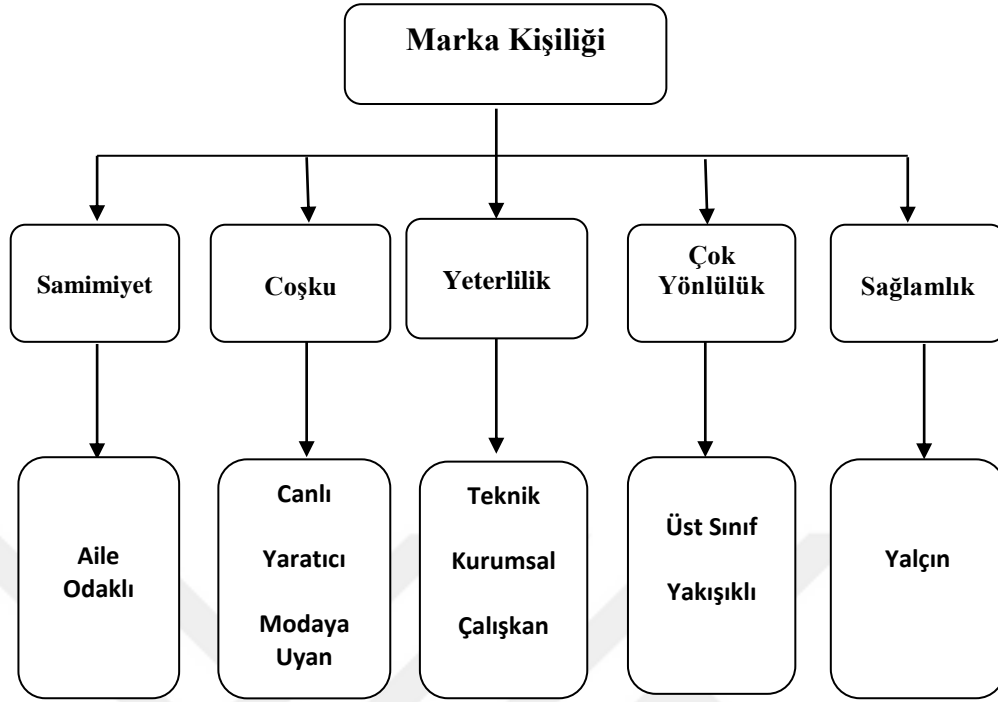 Marka Kişiliği
Samimiyet
Coşku
Yeterlilik
Çok
Yönlülük
Sağlamlık
Aile
Odaklı
Canlı
Yaratıcı
Modaya
Uyan
Teknik
Kurumsal
Çalışkan
Üst Sınıf
Yakışıklı
Yalçın